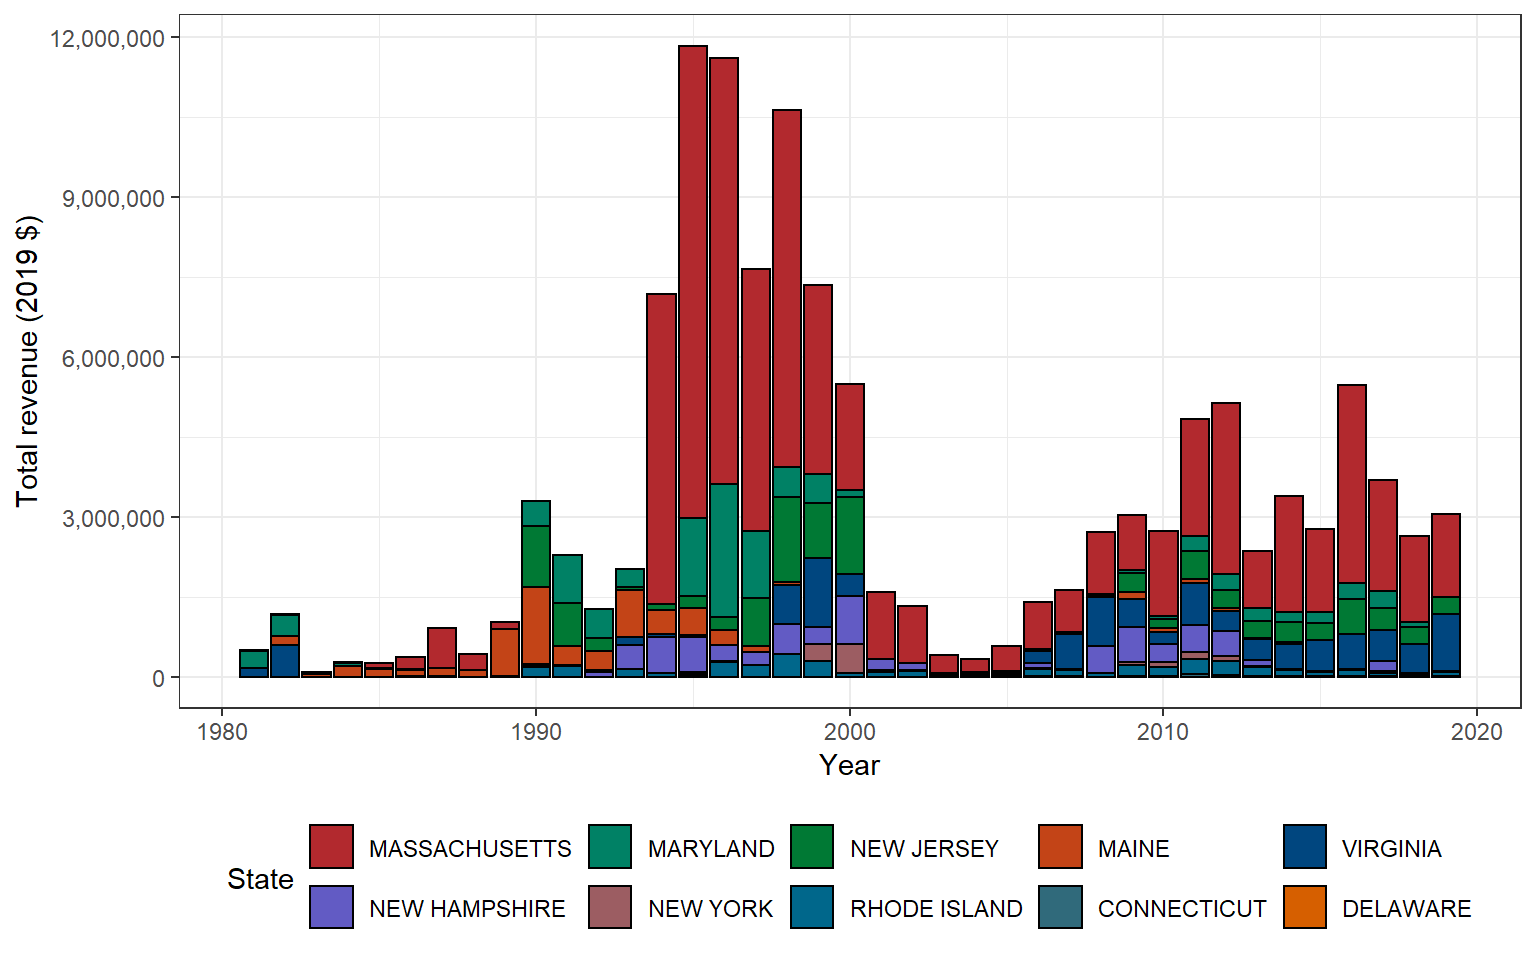 12,000,000
9,000,000
6,000,000
3,000,000
0
Total revenue (2019 $)
1980 1990 2000 2010 2020
Year
State
MASSACHUSETTS MARYLAND NEW JERSEY MAINE VIRGINIA
NEW HAMPSHIRE NEW YORK RHODE ISLAND CONNECTICUT DELAWARE